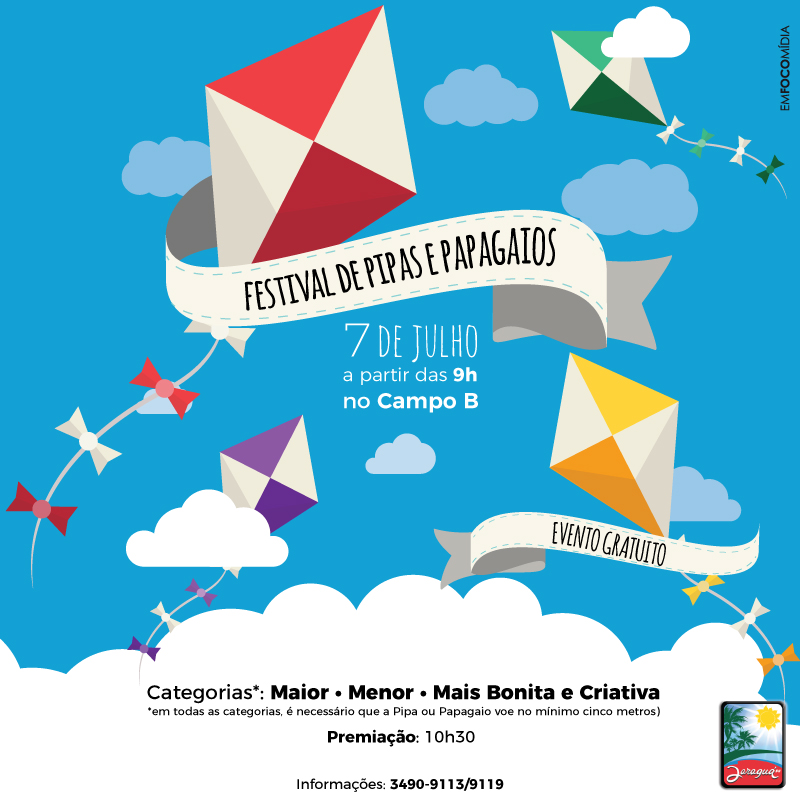 EMFOCOMÍDIA
FESTIVAL DE PIPAS E PAPAGAIOS
7 DE JULHO
a partir das 9h
no Campo B
EVENTO GRATUITO
Categorias*: Maior • Menor • Mais Bonita e Criativa
*em todas as categorias, é necessário que a Pipa ou Papagaio voe no mínimo cinco metros)
Premiação: 10h30
Jaraguá
Informações: 3490-9113/9119